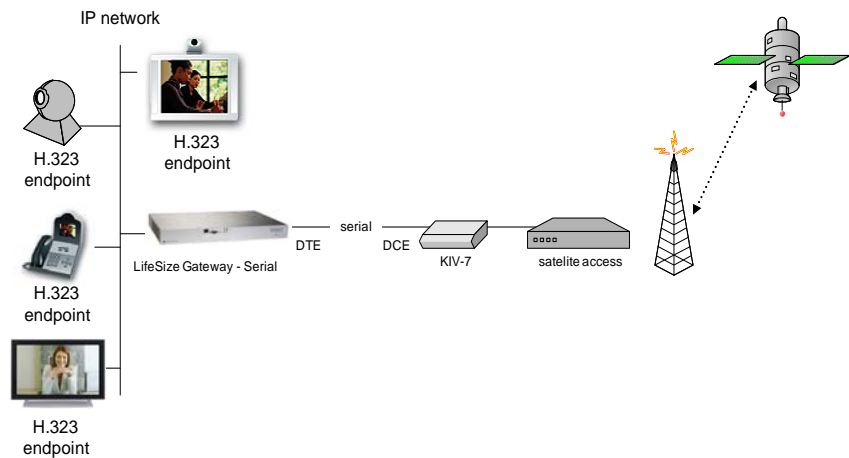 IP network
H.323
endpoint
H.323
endpoint
serial
DTE
DCE
LifeSize Gateway - Serial
KIV-7
satelite access
H.323
endpoint
H.323
endpoint